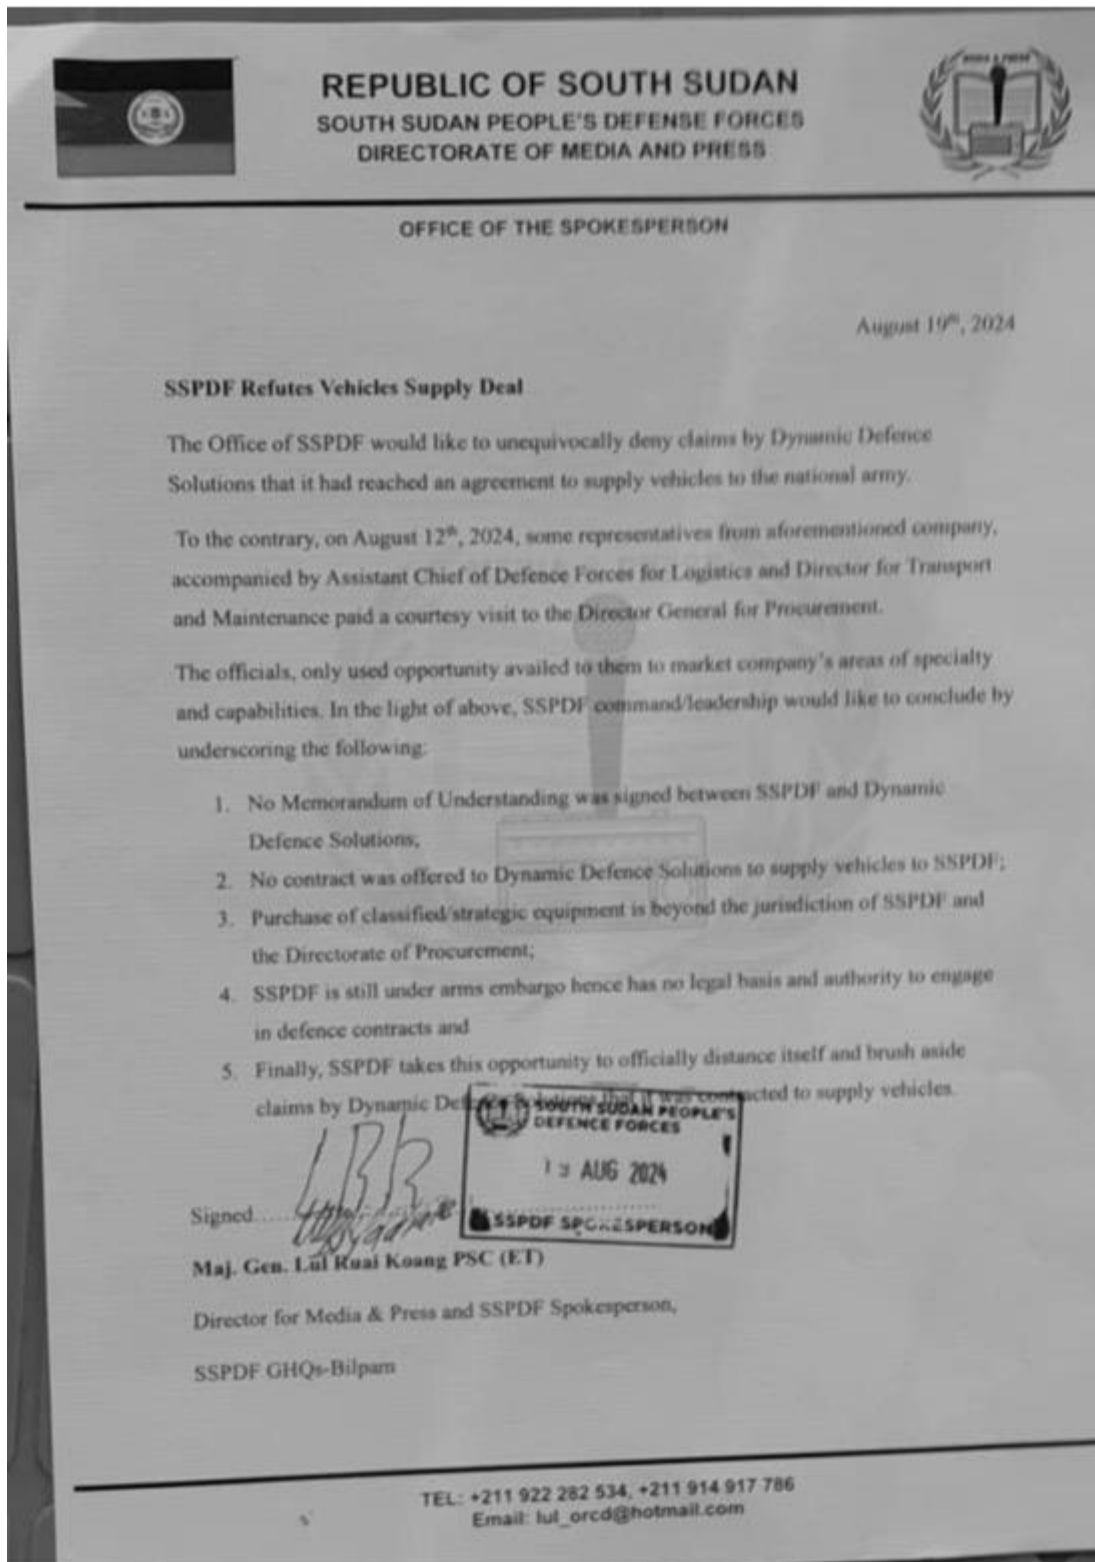 REPUBLIC OF SOUTH SUDAN
SOUTH SUDAN PEOPLE'S DEFENSE FORCES
DIRECTORATE OF MEDIA AND PRESS
MEDIA & PRESS
OFFICE OF THE SPOKESPERSON
August 19th, 2024
SSPDF Refutes Vehicles Supply Deal
The Office of SSPDF would like to unequivocally deny claims by Dynamic Defence
Solutions that it had reached an agreement to supply vehicles to the national army.
To the contrary, on August 12th, 2024, some representatives from aforementioned company,
accompanied by Assistant Chief of Defence Forces for Logistics and Director for Transport
and Maintenance paid a courtesy visit to the Director General for Procurement.
The officials, only used opportunity availed to them to market company's areas of specialty
and capabilities. In the light of above, SSPDF command/leadership would like to conclude by
underscoring the following:
1. No Memorandum of Understanding was signed between SSPDF and Dynamic
Defence Solutions,
2. No contract was offered to Dynamic Defence Solutions to supply vehicles to SSPDF;
3. Purchase of classified/strategic equipment is beyond the jurisdiction of SSPDF and
the Directorate of Procurement;
4. SSPDF is still under arms embargo hence has no legal basis and authority to engage
in defence contracts and
5. Finally, SSPDF takes this opportunity to officially distance itself and brush aside
claims by Dynamic Defence Solutions that it was contracted to supply vehicles.
SOUTH SUDAN PEOPLE'S
DEFENCE FORCES
AUG 2024
SSPDF SPOKESPERSON
Signed
Maj. Gen. Lul Ruai Koang PSC (ET)
Director for Media & Press and SSPDF Spokesperson,
SSPDF GHQs-Bilpam
TEL: +211 922 282 534, +211 914 917 786
Email: lul_orcd@hotmail.com